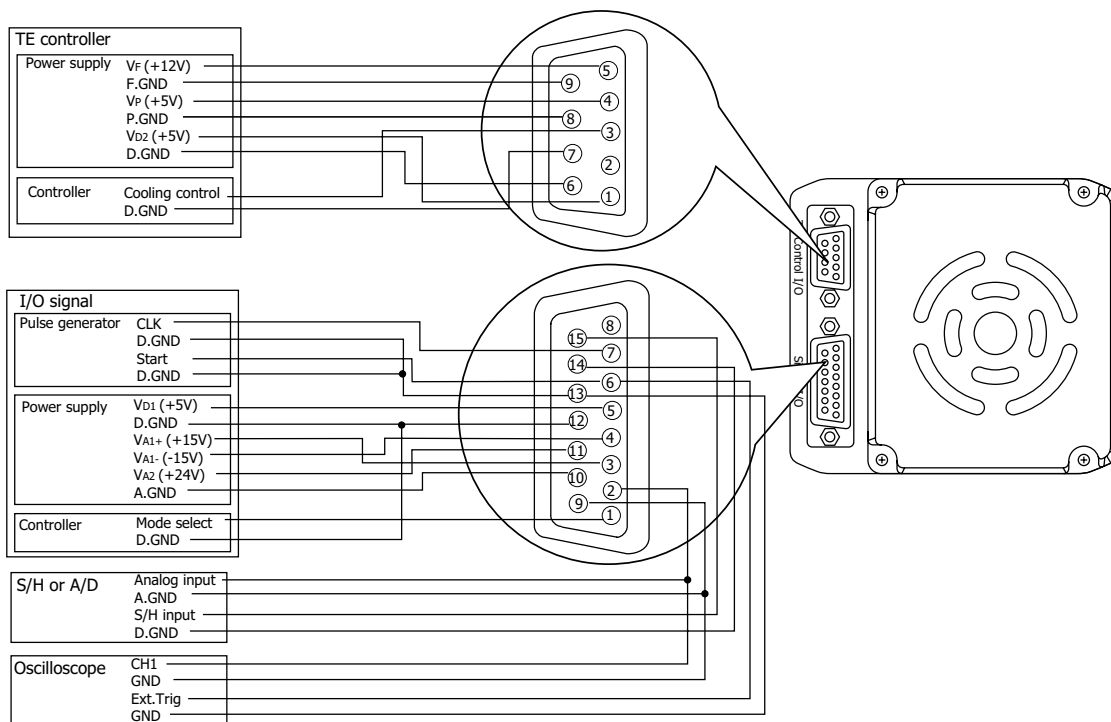 TE controller
Power supply VF (+12V)
F.GND
VP (+5V)
P.GND
VD2 (+5V)
D.GND
Controller Cooling control
D.GND
5
9
4
8
3
7
2
6
1
Control I/O
I/O signal
Pulse generator CLK
D.GND
Start
D.GND
Power supply VD1 (+5V)
D.GND
VA1+ (+15V)
VA1- (-15V)
VA2 (+24V)
A.GND
Controller Mode select
D.GND
8
15
7
14
6
13
5
12
4
11
3
10
2
9
1
S/H or A/D Analog input
A.GND
S/H input
D.GND
Oscilloscope CH1
GND
Ext.Trig
GND